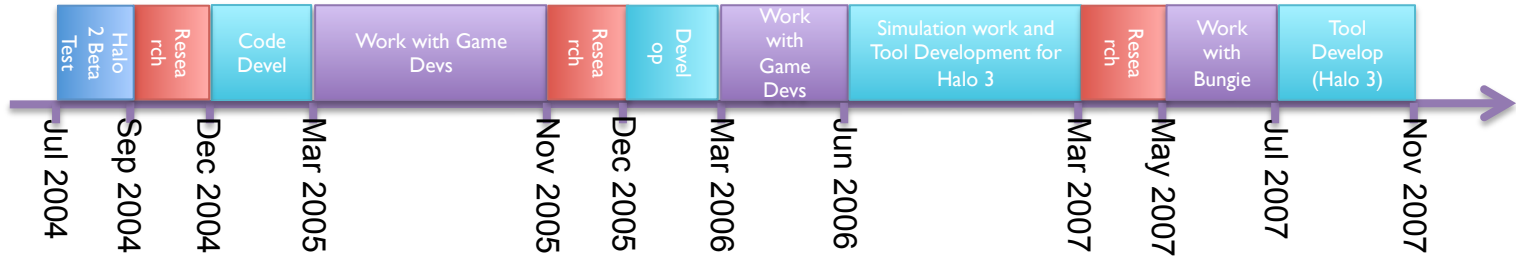 Halo
2 Beta
Test
Resea
rch
Code
Devel
Work with Game
Devs
Resea
rch
Devel
op
Work
with
Game
Devs
Simulation work and
Tool Development for
Halo 3
Resea
rch
Work
with
Bungie
Tool
Develop
(Halo 3)
Jul 2004
Sep 2004
Dec 2004
Mar 2005
Nov 2005
Dec 2005
Mar 2006
Jun 2006
Mar 2007
May 2007
Jul 2007
Nov 2007